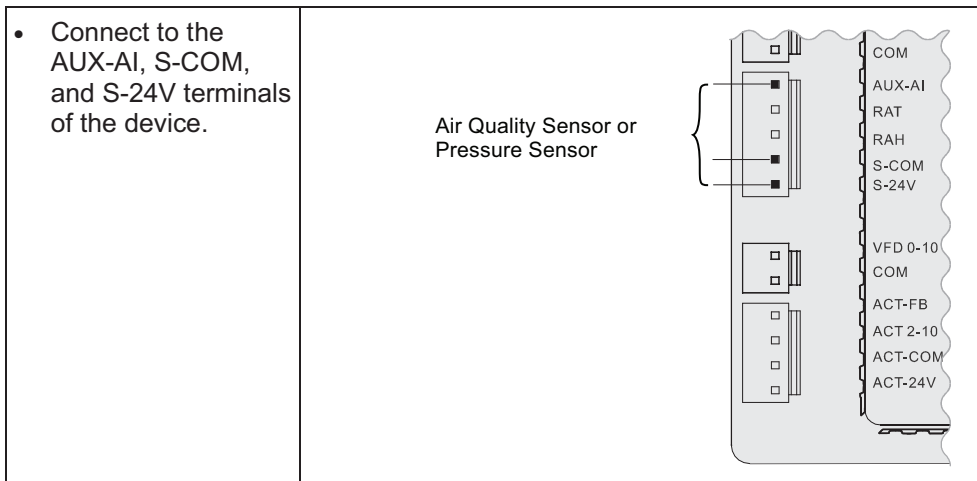 • Connect to the
AUX-AI, S-COM,
and S-24V terminals
of the device.
Air Quality Sensor or
Pressure Sensor
COM
AUX-AI
RAT
RAH
S-COM
S-24V
VFD 0-10
COM
ACT-FB
ACT 2-10
ACT-COM
ACT-24V